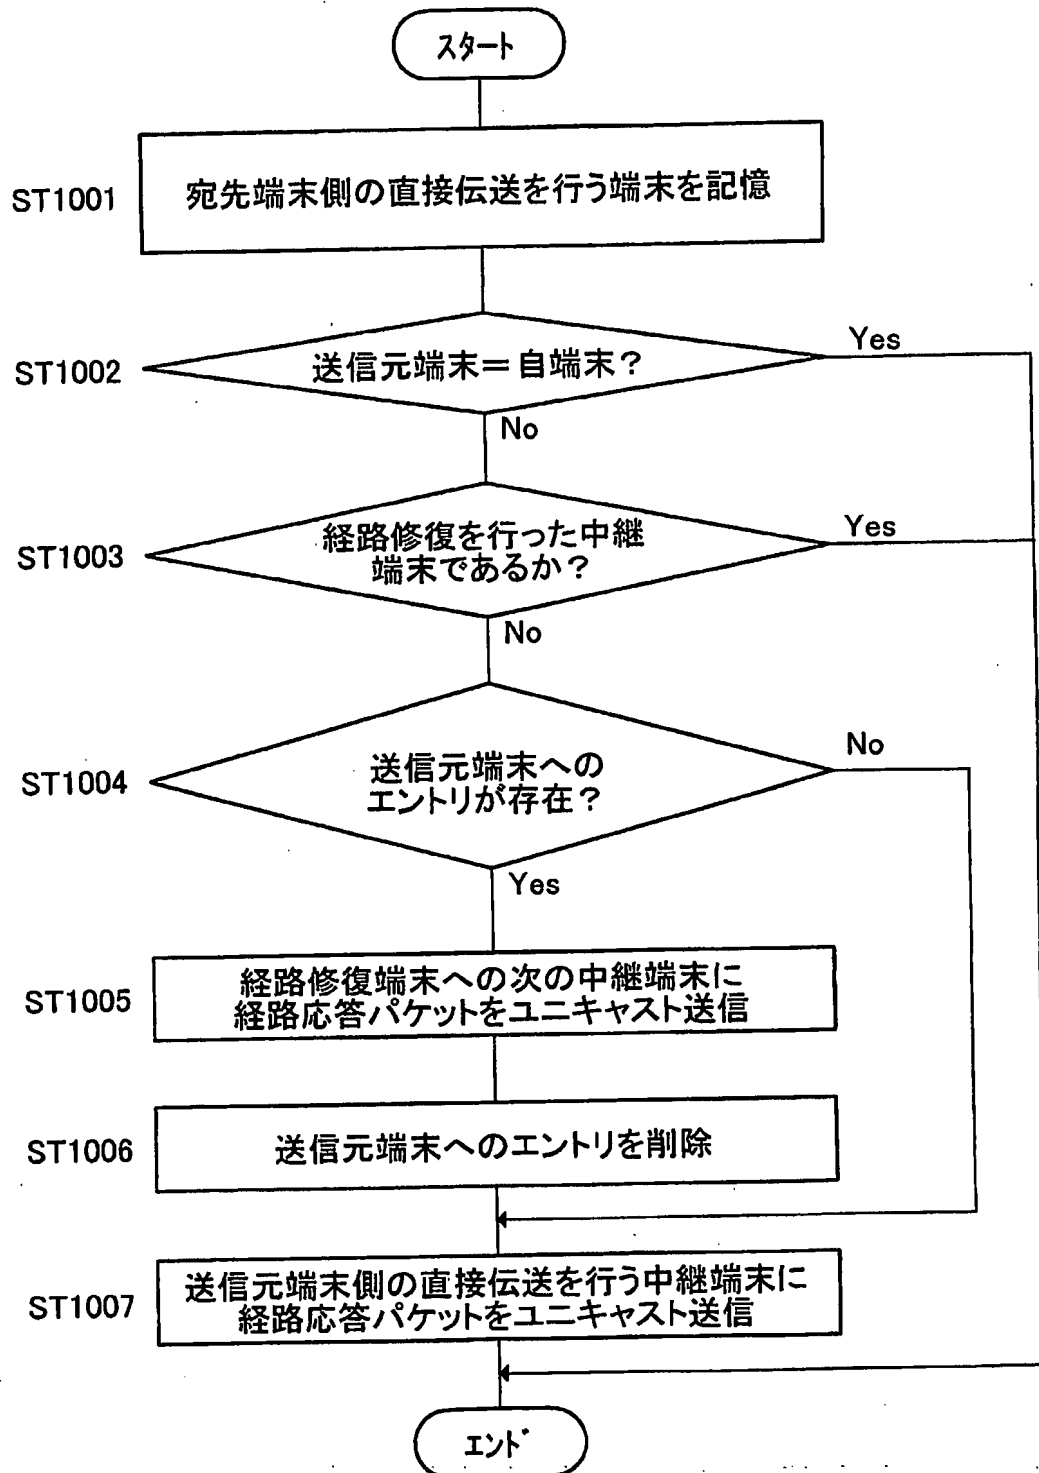 スタート
ST1001
宛先端末側の直接伝送を行う端末を記憶
ST1002
送信元端末＝自端末？
Yes
No
ST1003
経路修復を行った中継
端末であるか？
Yes
No
ST1004
送信元端末への
エントリが存在？
No
Yes
ST1005
経路修復端末への次の中継端末に
経路応答パケットをユニキャスト送信
ST1006
送信元端末へのエントリを削除
ST1007
送信元端末側の直接伝送を行う中継端末に
経路応答パケットをユニキャスト送信
エンド